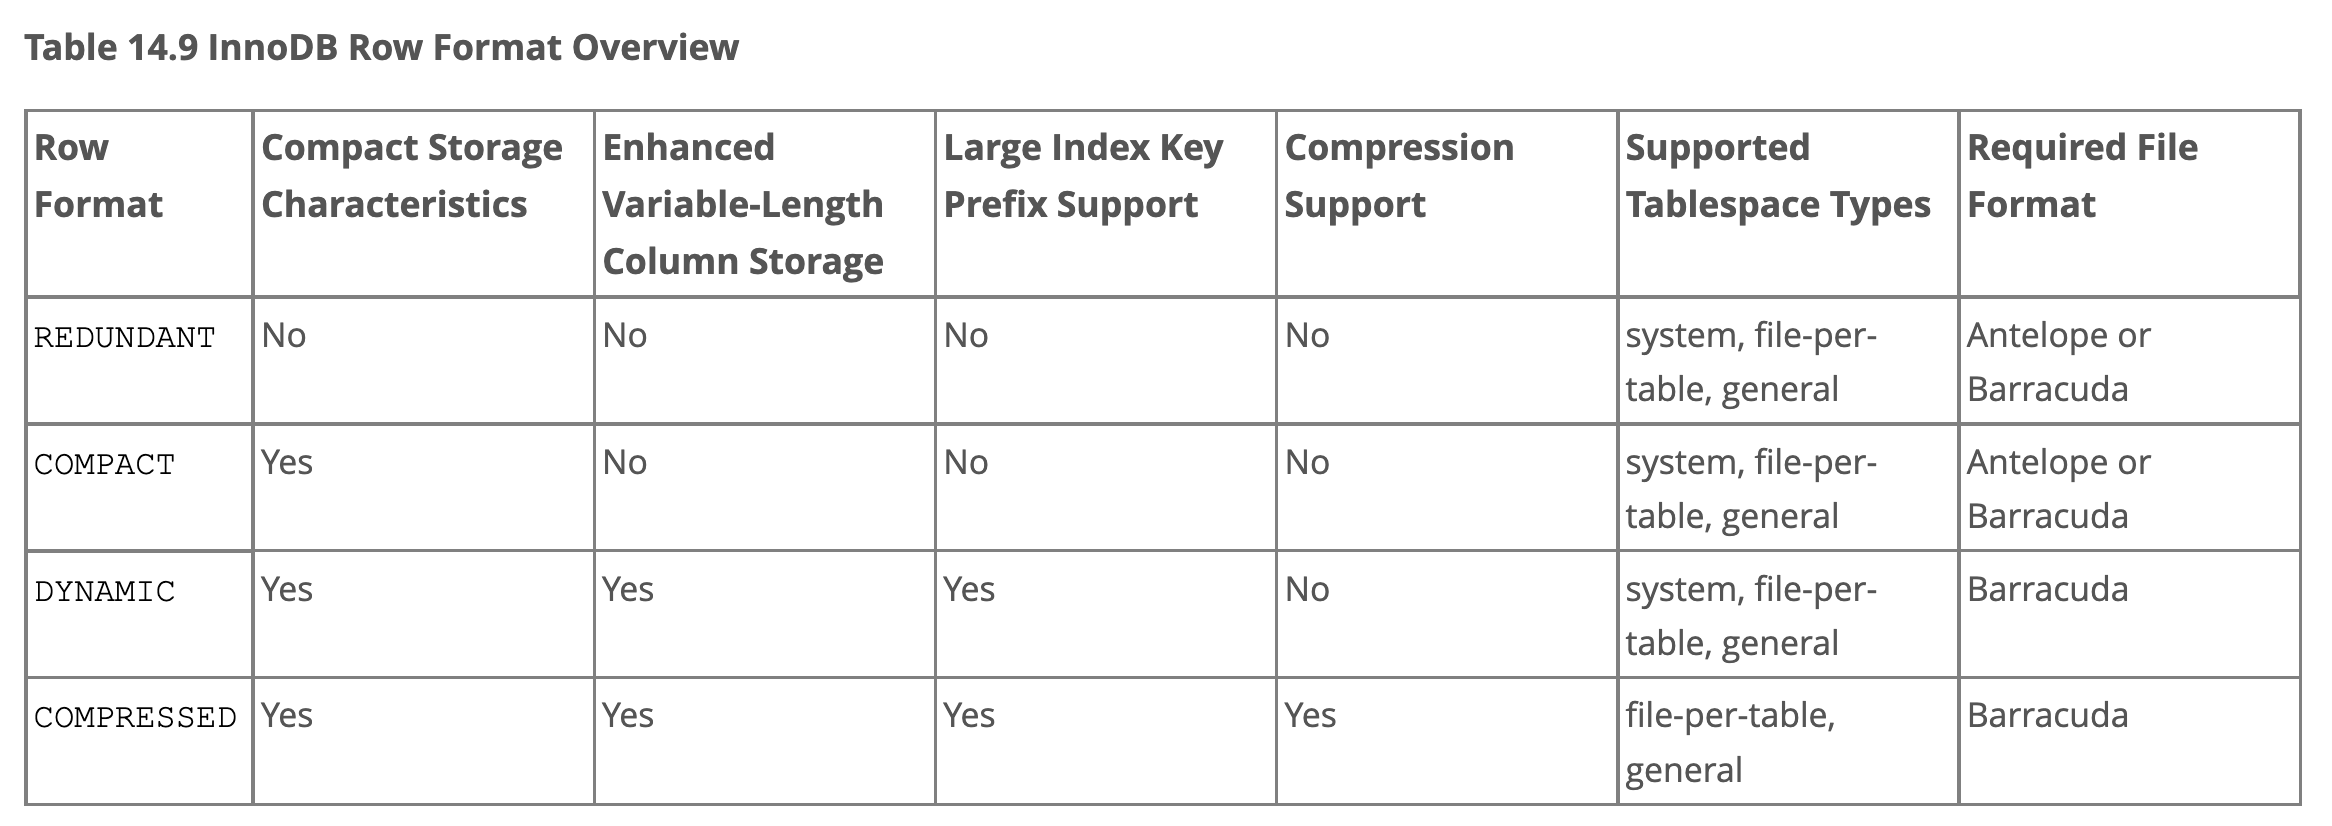 Table 14.9 InnoDB Row Format Overview
Row Format | Compact Storage Characteristics | Enhanced Variable-Length Column Storage | Large Index Key Prefix Support | Compression Support | Supported Tablespace Types | Required File Format
REDUNDANT | No | No | No | No | system, file-per-table, general | Antelope or Barracuda
COMPACT | Yes | No | No | No | system, file-per-table, general | Antelope or Barracuda
DYNAMIC | Yes | Yes | Yes | No | system, file-per-table, general | Barracuda
COMPRESSED | Yes | Yes | Yes | Yes | file-per-table, general | Barracuda